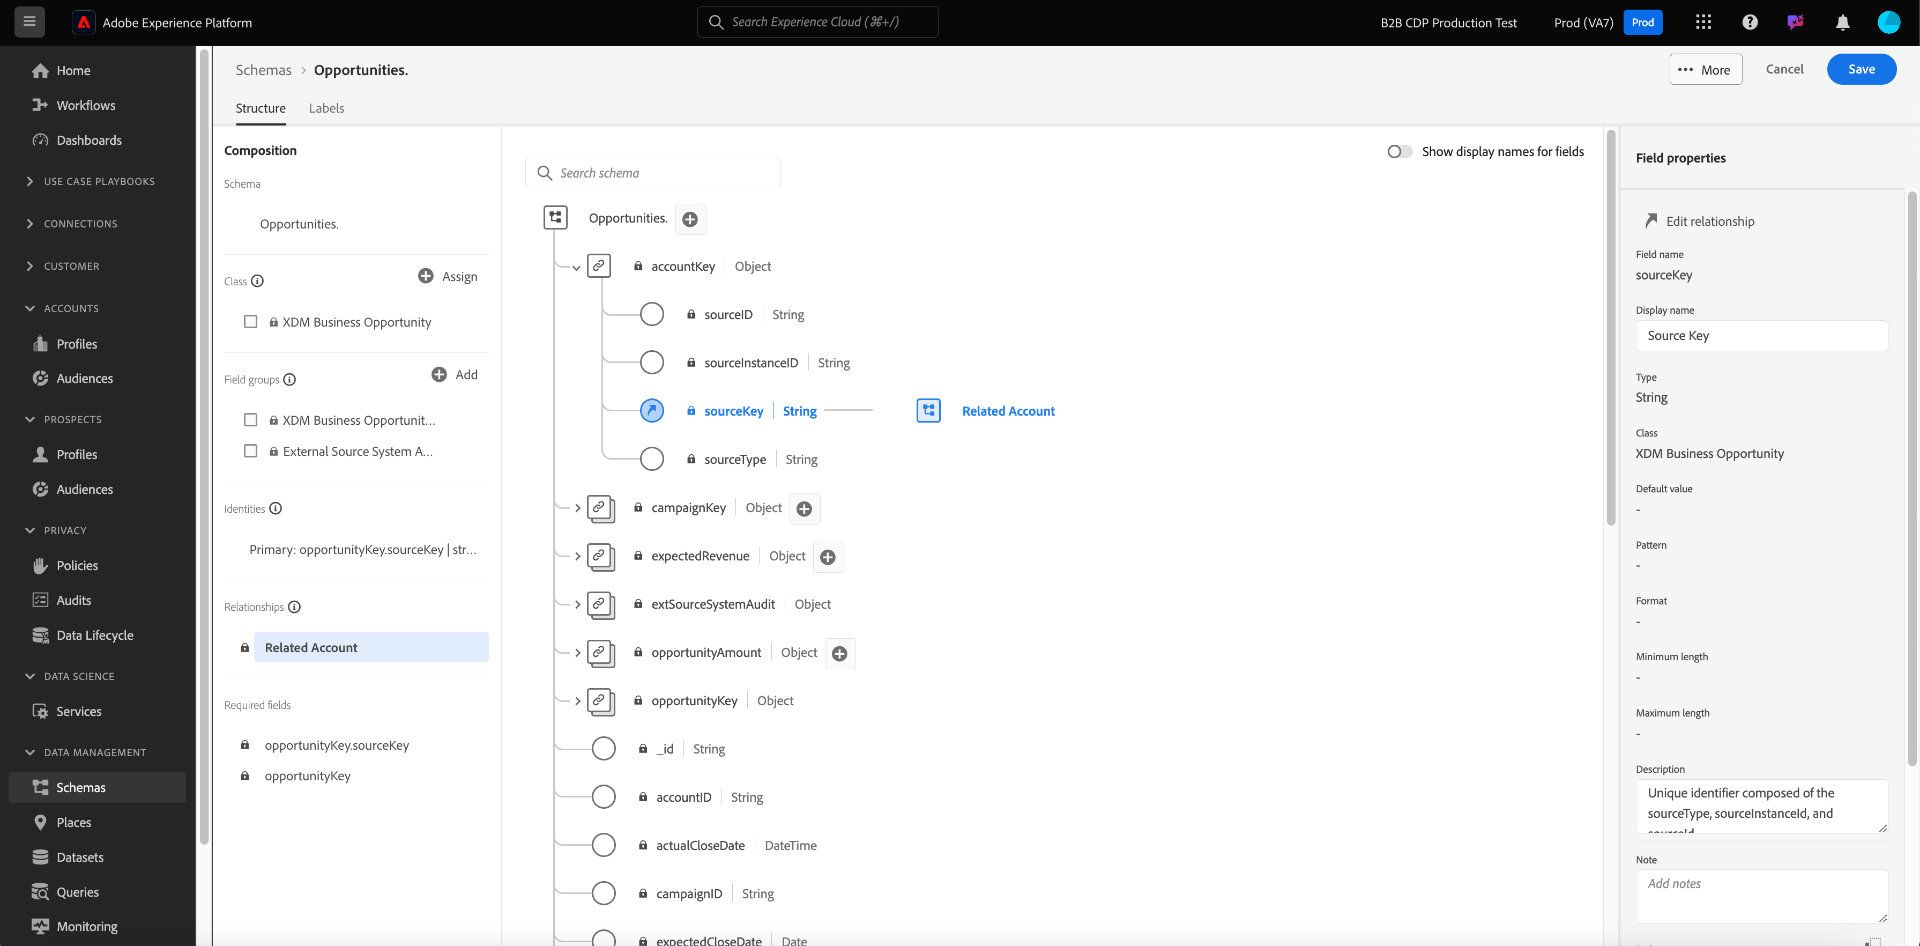 Adobe Experience Platform
Search Experience Cloud (⌘+/)
B2B CDP Production Test
Prod (VA7)
Prod
Home
Workflows
Dashboards
USE CASE PLAYBOOKS
CONNECTIONS
CUSTOMER
ACCOUNTS
Profiles
Audiences
PROSPECTS
Profiles
Audiences
PRIVACY
Policies
Audits
Data Lifecycle
DATA SCIENCE
Services
DATA MANAGEMENT
Schemas
Places
Datasets
Queries
Monitoring
Schemas > Opportunities.
More
Cancel
Save
Structure
Labels
Composition
Schema
Opportunities.
Class
Assign
XDM Business Opportunity
Field groups
Add
XDM Business Opportunit...
External Source System A...
Identities
Primary: opportunityKey.sourceKey | str...
Relationships
Related Account
Required fields
opportunityKey.sourceKey
opportunityKey
Search schema
Show display names for fields
Opportunities.
accountKey Object
sourceID String
sourceInstanceID String
sourceKey String
Related Account
sourceType String
campaignKey Object
expectedRevenue Object
extSourceSystemAudit Object
opportunityAmount Object
opportunityKey Object
_id String
accountID String
actualCloseDate DateTime
campaignID String
expectedCloseDate Date
Field properties
Edit relationship
Field name
sourceKey
Display name
Source Key
Type
String
Class
XDM Business Opportunity
Default value
-
Pattern
-
Format
-
Minimum length
-
Maximum length
-
Description
Unique identifier composed of the
sourceType, sourceInstanceId, and
sourceId
Note
Add notes